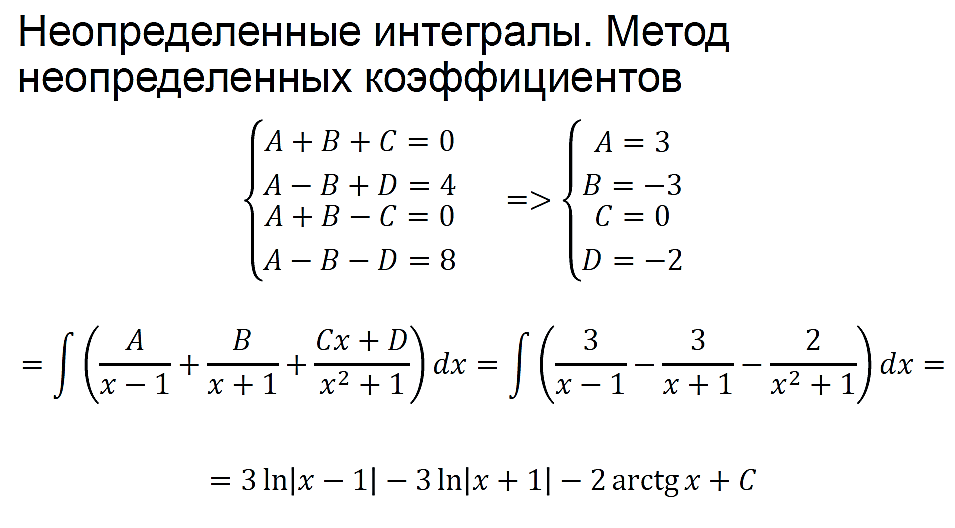 Неопределенные интегралы. Метод
неопределенных коэффициентов
{A + B + C = 0 {A = 3
A − B + D = 4 => B = −3
A + B − C = 0 C = 0
A − B − D = 8 D = −2
= ∫ (A/(x − 1) + B/(x + 1) + (Cx + D)/(x² + 1)) dx = ∫ (3/(x − 1) − 3/(x + 1) − 2/(x² + 1)) dx =
= 3 ln|x − 1| − 3 ln|x + 1| − 2 arctg x + C